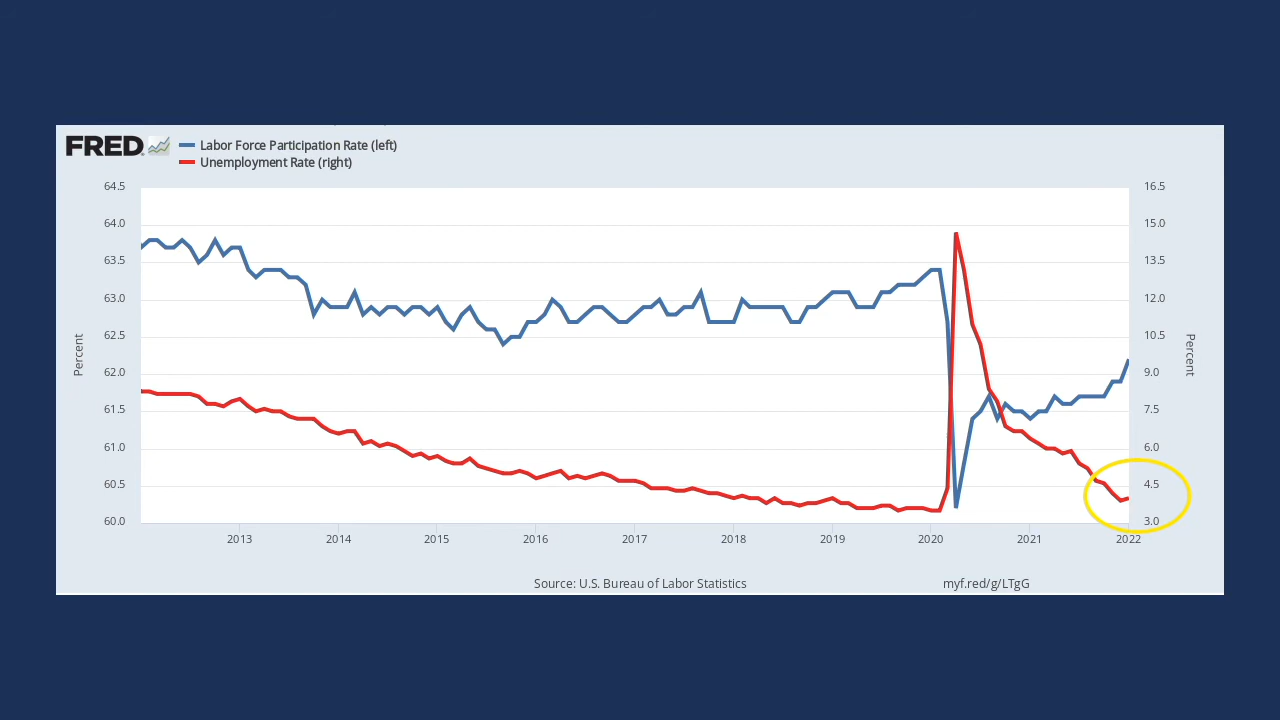 FRED
Labor Force Participation Rate (left)
Unemployment Rate (right)
64.5 16.5
64.0 15.0
63.5 13.5
63.0 12.0
62.5 10.5
62.0 9.0
61.5 7.5
61.0 6.0
60.5 4.5
60.0 3.0
Percent
Percent
2013 2014 2015 2016 2017 2018 2019 2020 2021 2022
Source: U.S. Bureau of Labor Statistics myf.red/g/LTgG